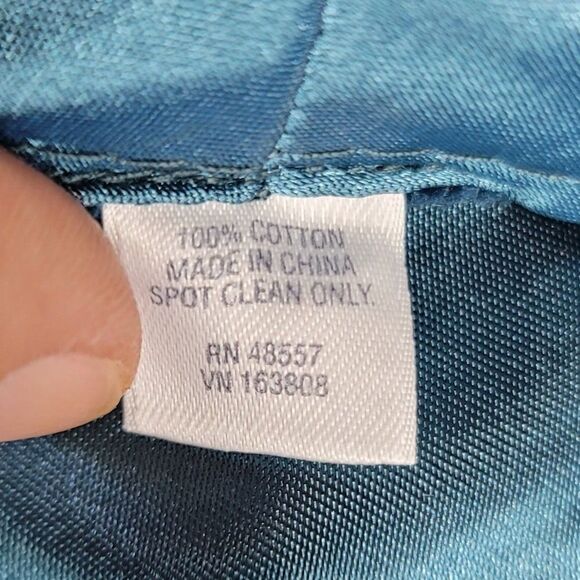 100% COTTON
MADE IN CHINA
SPOT CLEAN ONLY.
RN 48557
VN 163808